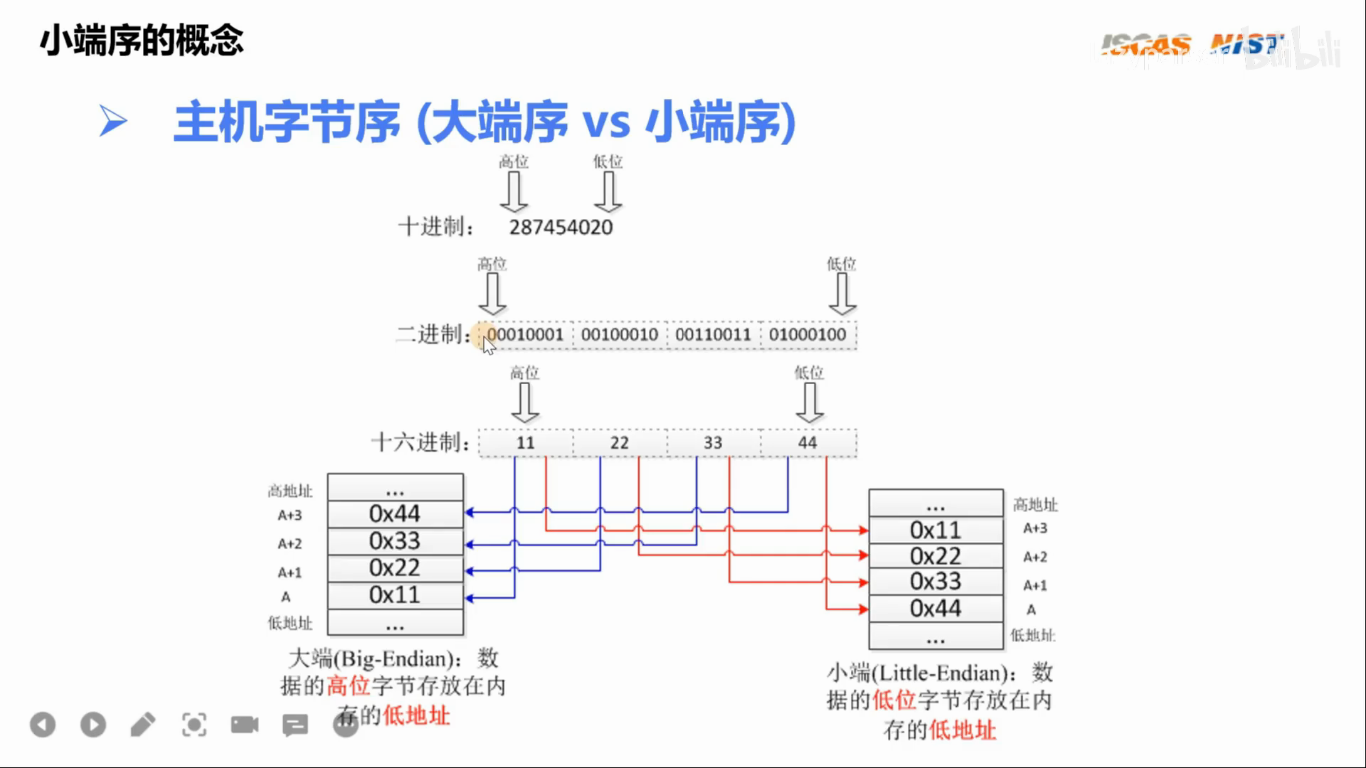 小端序的概念
ISCAS NIST
bilibili
主机字节序 (大端序 vs 小端序)
高位 低位
十进制： 287454020
高位 低位
二进制： 00010001 00100010 00110011 01000100
高位 低位
十六进制： 11 22 33 44
高地址 ...
A+3 0x44
A+2 0x33
A+1 0x22
A 0x11
低地址 ...
大端(Big-Endian)：数
据的高位字节存放在内
存的低地址
... 高地址
0x11 A+3
0x22 A+2
0x33 A+1
0x44 A
... 低地址
小端(Little-Endian)：数
据的低位字节存放在内
存的低地址